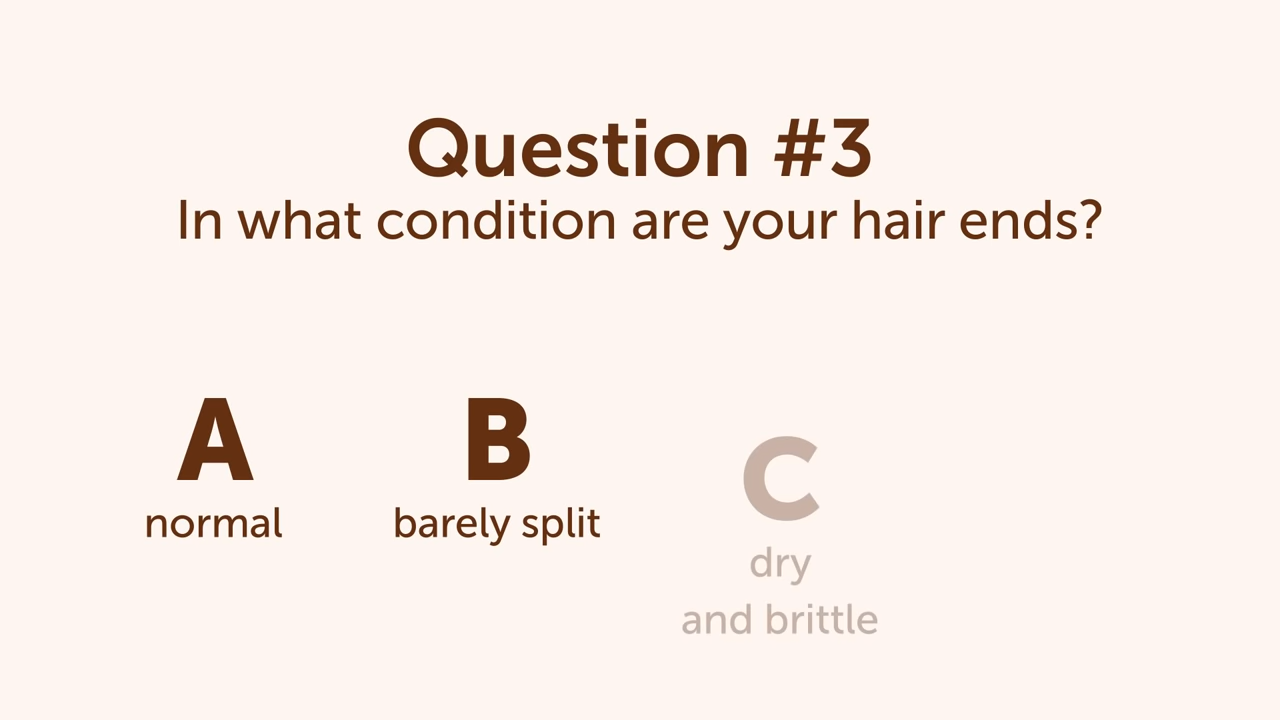 Question #3
In what condition are your hair ends?
A
normal
B
barely split
C
dry
and brittle